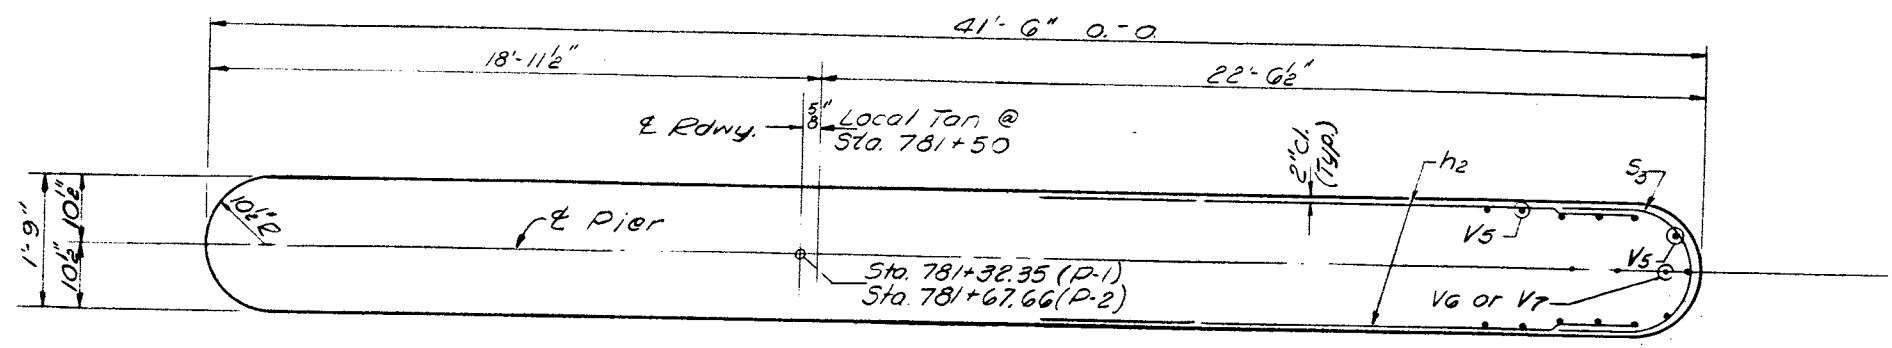 41'-6" O.-O.
18'-11½"
22'-6½"
℄ Rdwy.
5/8"
Local Tan @
Sta. 781+50
2"Cl.
(Typ.)
h2
S3
1'-9"
10½"
10½"
10½"R
℄ Pier
V5
V5
Sta. 781+32.35 (P-1)
Sta. 781+67.66 (P-2)
V6 or V7